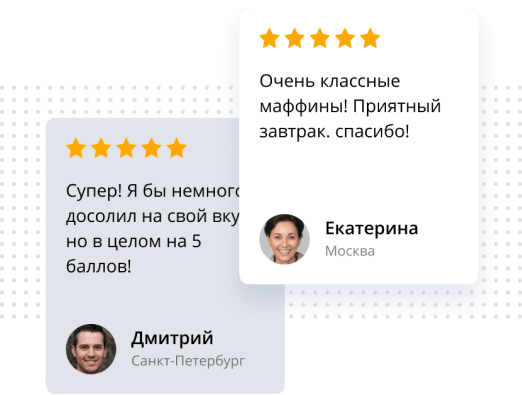 Очень классные
маффины! Приятный
завтрак. спасибо!
Екатерина
Москва
Супер! Я бы немного
досолил на свой
но в целом на 5
баллов!
Дмитрий
Санкт-Петербург